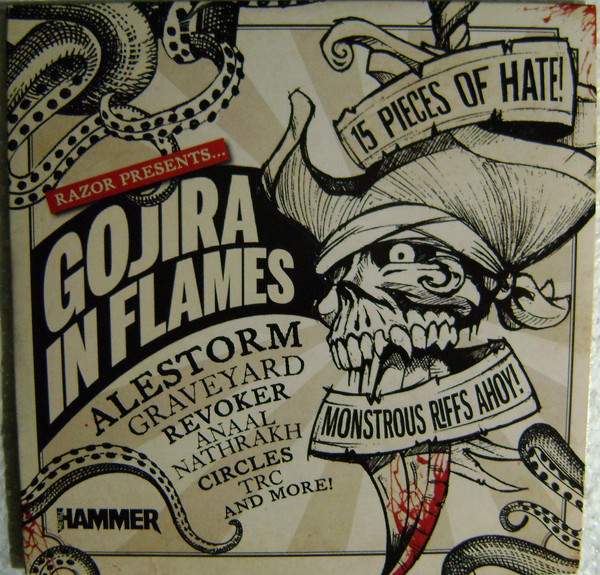 15 PIECES OF HATE!
RAZOR PRESENTS...
GOJIRA
IN FLAMES
ALESTORM
GRAVEYARD
REVOKER
ANAAL
NATHRAKH
CIRCLES
TRC
AND MORE!
MONSTROUS RIFFS AHOY!
HAMMER